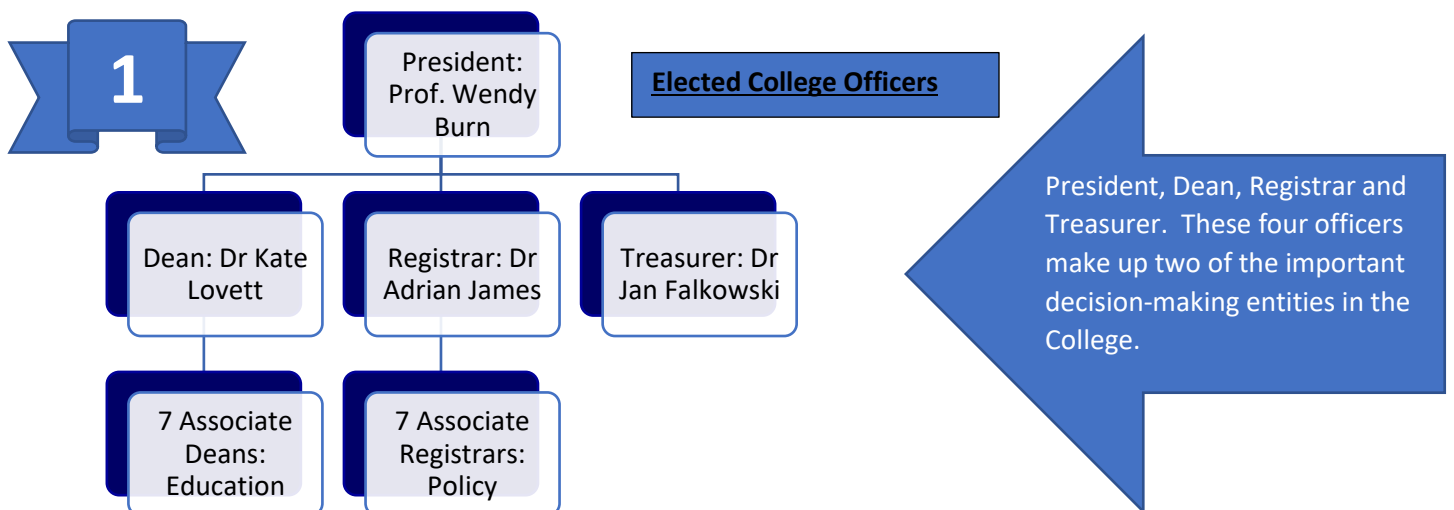 1
President:
Prof. Wendy
Burn
Elected College Officers
Dean: Dr Kate
Lovett
Registrar: Dr
Adrian James
Treasurer: Dr
Jan Falkowski
7 Associate
Deans:
Education
7 Associate
Registrars:
Policy
President, Dean, Registrar and
Treasurer.  These four officers
make up two of the important
decision-making entities in the
College.